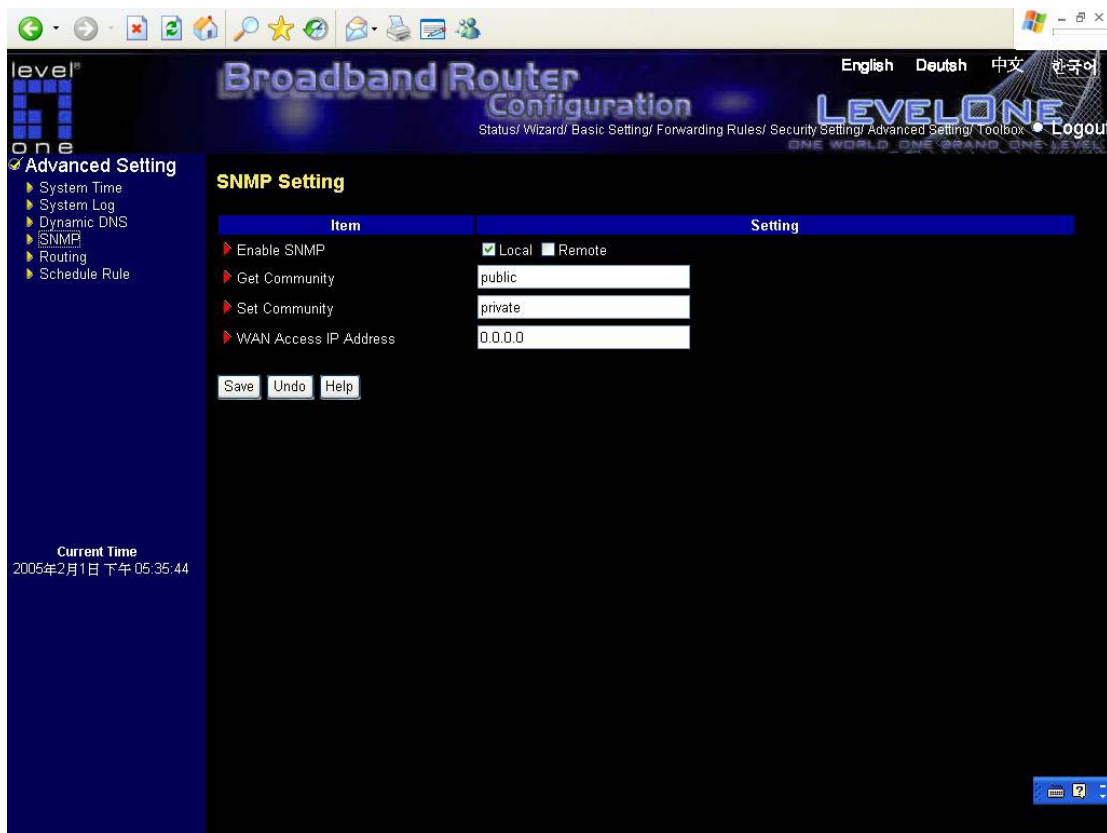 level®
one
Broadband Router
Configuration
English Deutsh 中文 한국어
LEVELONE
Status/ Wizard/ Basic Setting/ Forwarding Rules/ Security Setting/ Advanced Setting/ Toolbox Logout
ONE WORLD_ONE BRAND_ONE LEVEL
Advanced Setting
System Time
System Log
Dynamic DNS
SNMP
Routing
Schedule Rule
Current Time
2005年2月1日 下午 05:35:44
SNMP Setting
Item Setting
Enable SNMP Local Remote
Get Community public
Set Community private
WAN Access IP Address 0.0.0.0
Save Undo Help